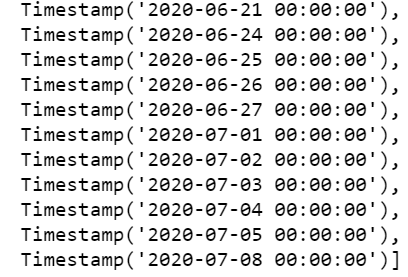 Timestamp('2020-06-21 00:00:00'),
Timestamp('2020-06-24 00:00:00'),
Timestamp('2020-06-25 00:00:00'),
Timestamp('2020-06-26 00:00:00'),
Timestamp('2020-06-27 00:00:00'),
Timestamp('2020-07-01 00:00:00'),
Timestamp('2020-07-02 00:00:00'),
Timestamp('2020-07-03 00:00:00'),
Timestamp('2020-07-04 00:00:00'),
Timestamp('2020-07-05 00:00:00'),
Timestamp('2020-07-08 00:00:00')]